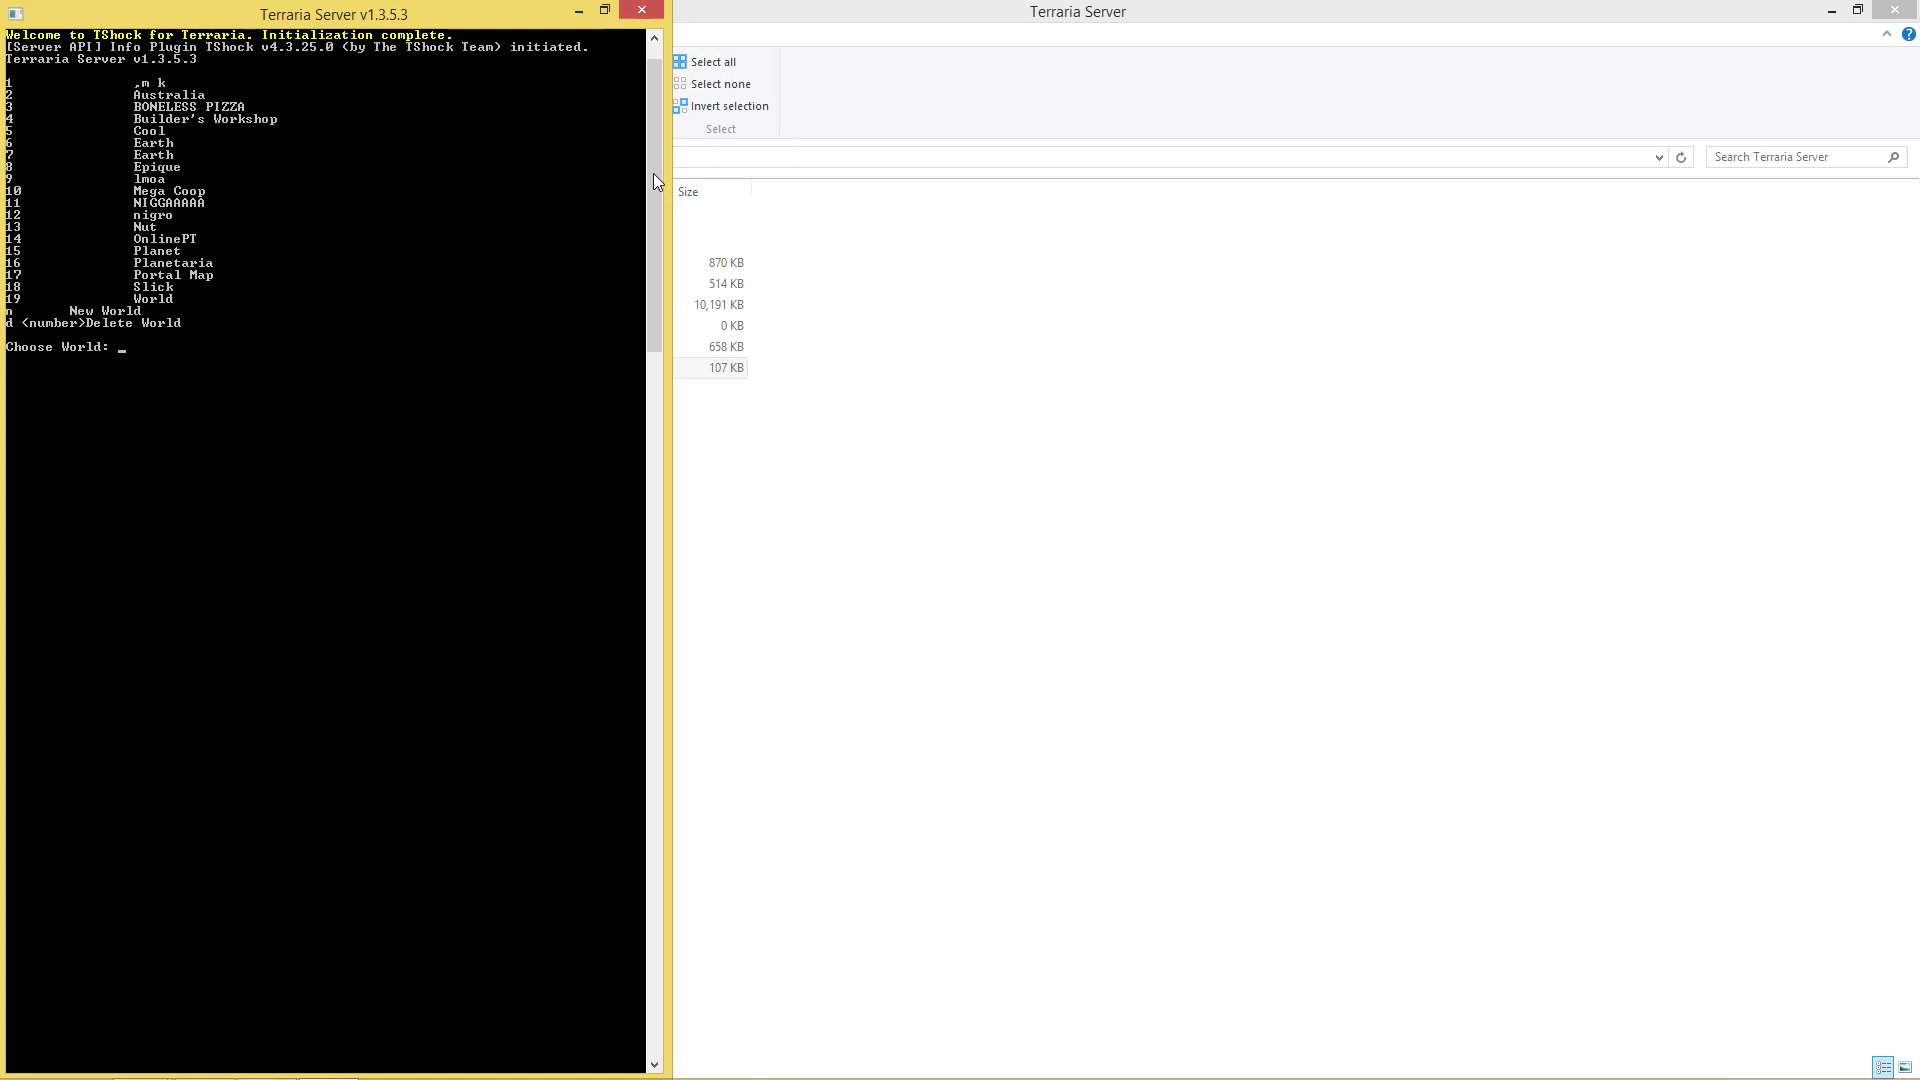 Terraria Server v1.3.5.3
Welcome to TShock for Terraria. Initialization complete.
[Server API] Info Plugin TShock v4.3.25.0 (by The TShock Team) initiated.
Terraria Server v1.3.5.3
1 ,m k
2 Australia
3 BONELESS PIZZA
4 Builder's Workshop
5 Cool
6 Earth
7 Earth
8 Epique
9 lmoa
10 Mega Coop
11 NIGGAAAAA
12 nigro
13 Nut
14 OnlinePT
15 Planet
16 Planetaria
17 Portal Map
18 Slick
19 World
n New World
d <number>Delete World
Choose World: _
Terraria Server
Select all
Select none
Invert selection
Select
Search Terraria Server
Size
870 KB
514 KB
10,191 KB
0 KB
658 KB
107 KB